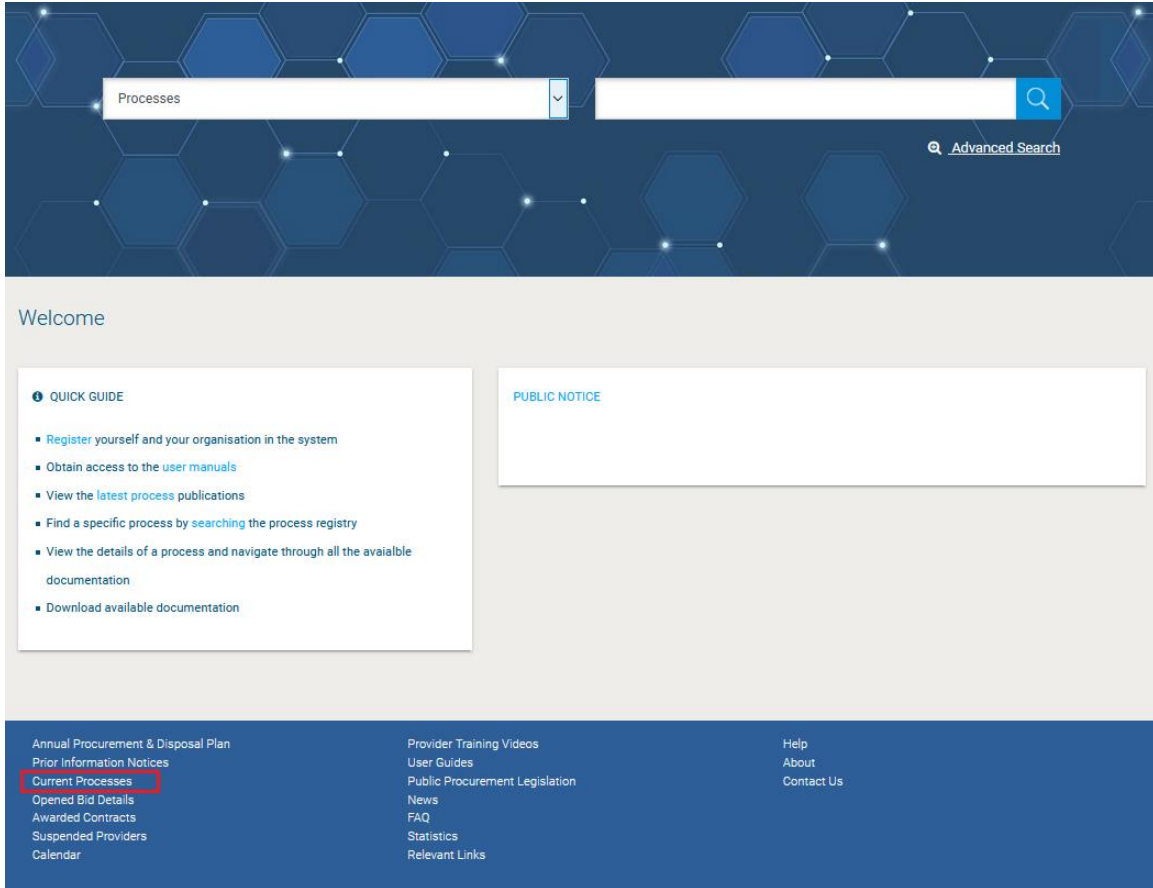 Processes
Advanced Search
Welcome
QUICK GUIDE
Register yourself and your organisation in the system
Obtain access to the user manuals
View the latest process publications
Find a specific process by searching the process registry
View the details of a process and navigate through all the avaialble
documentation
Download available documentation
PUBLIC NOTICE
Annual Procurement & Disposal Plan
Prior Information Notices
Current Processes
Opened Bid Details
Awarded Contracts
Suspended Providers
Calendar
Provider Training Videos
User Guides
Public Procurement Legislation
News
FAQ
Statistics
Relevant Links
Help
About
Contact Us